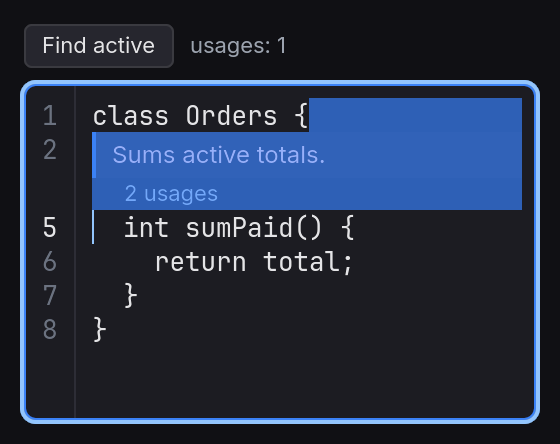 Find active usages: 1
1 class Orders {
2 Sums active totals.
2 usages
5 int sumPaid() {
6 return total;
7 }
8 }